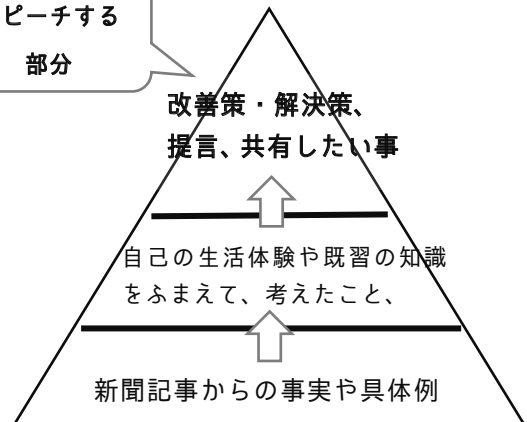 ピーチする
部分
改善策・解決策、
提言、共有したい事
自己の生活体験や既習の知識
をふまえて、考えたこと、
新聞記事からの事実や具体例